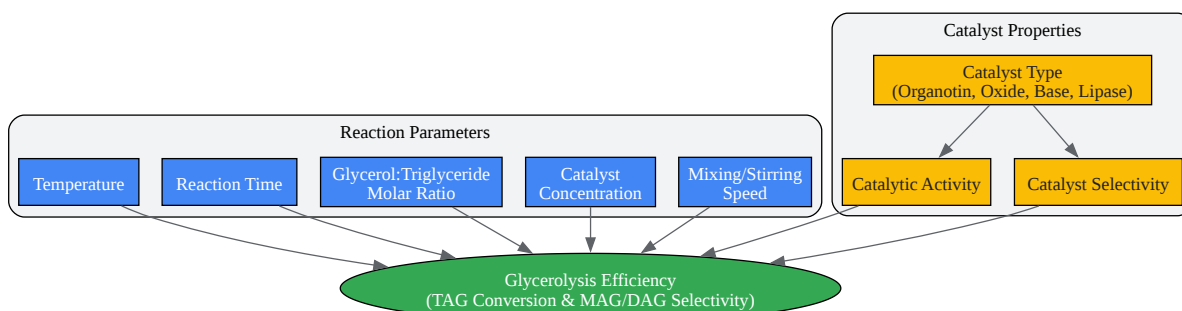 Catalyst Properties
Catalyst Type
(Organotin, Oxide, Base, Lipase)
Reaction Parameters
Temperature
Reaction Time
Glycerol:Triglyceride
Molar Ratio
Catalyst
Concentration
Mixing/Stirring
Speed
Catalytic Activity
Catalyst Selectivity
Glycerolysis Efficiency
(TAG Conversion & MAG/DAG Selectivity)